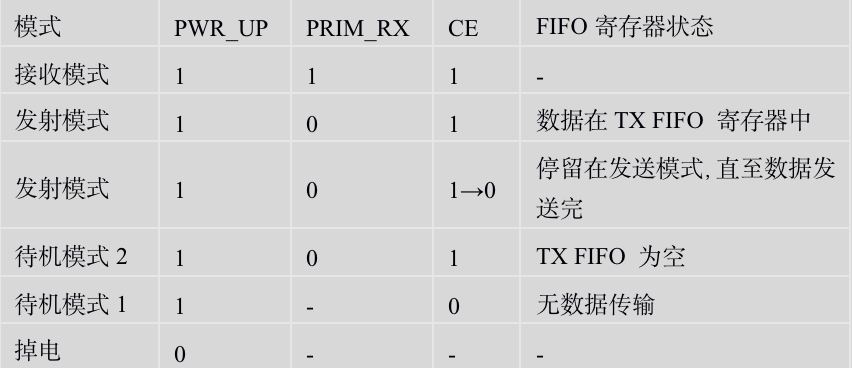 模式 PWR_UP PRIM_RX CE FIFO 寄存器状态
接收模式 1 1 1 -
发射模式 1 0 1 数据在 TX FIFO 寄存器中
发射模式 1 0 1→0 停留在发送模式,直至数据发
送完
待机模式 2 1 0 1 TX FIFO 为空
待机模式 1 1 - 0 无数据传输
掉电 0 - - -